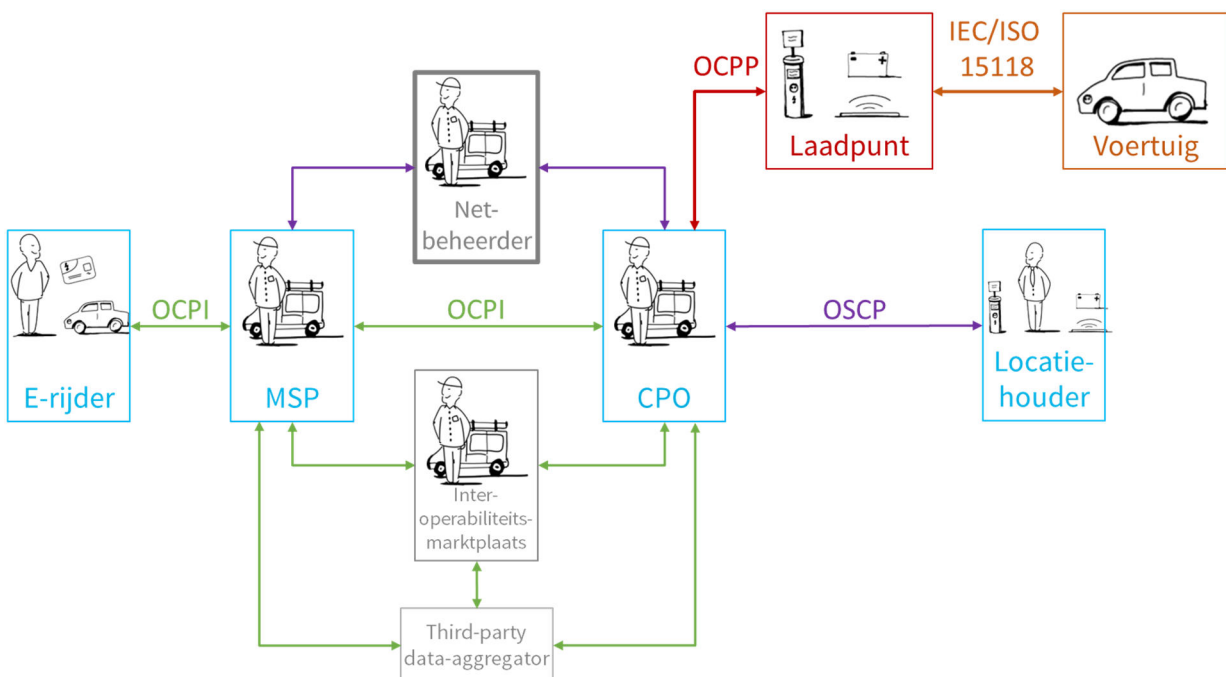 IEC/ISO
15118
OCPP
Laadpunt
Voertuig
Net-
beheerder
OCPI
OCPI
OSCP
E-rijder
MSP
CPO
Locatie-
houder
Inter-
operabiliteits-
marktplaats
Third-party
data-aggregator